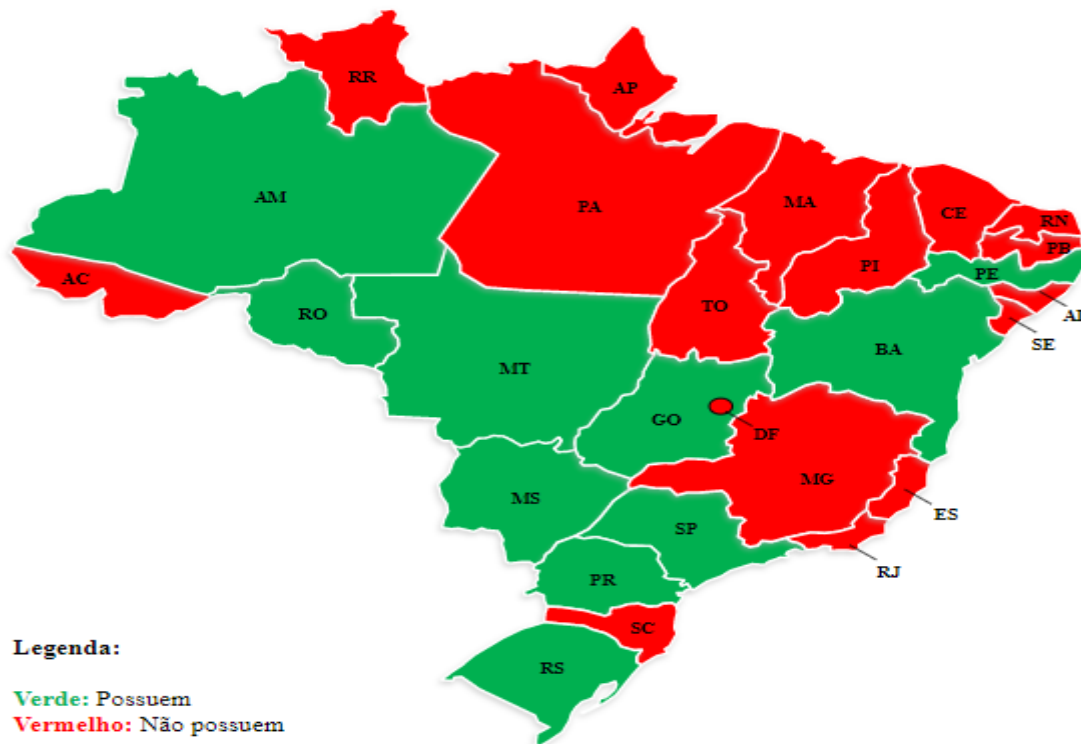 RR
AP
AM
PA
MA
CE
RN
PB
PI
PE
AC
TO
RO
AL
SE
BA
MT
GO
DF
MG
MS
ES
SP
RJ
PR
SC
Legenda:
RS
Verde: Possuem
Vermelho: Não possuem